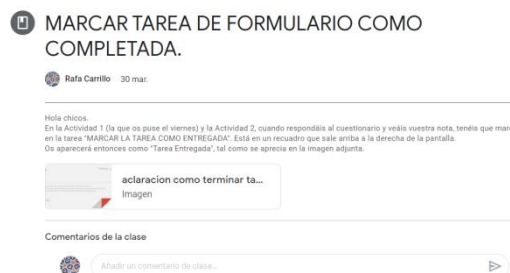 MARCAR TAREA DE FORMULARIO COMO
COMPLETADA.
Rafa Carrillo 30 mar.
Hola chicos.
En la Actividad 1 (la que os puse el viernes) y la Actividad 2, cuando respondáis al cuestionario y veáis vuestra nota, tenéis que mar
en la tarea "MARCAR LA TAREA COMO ENTREGADA". Está en un recuadro que sale arriba a la derecha de la pantalla.
Os aparecerá entonces como "Tarea Entregada", tal como se aprecia en la imagen adjunta.
aclaracion como terminar ta...
Imagen
Comentarios de la clase
Añadir un comentario de clase...